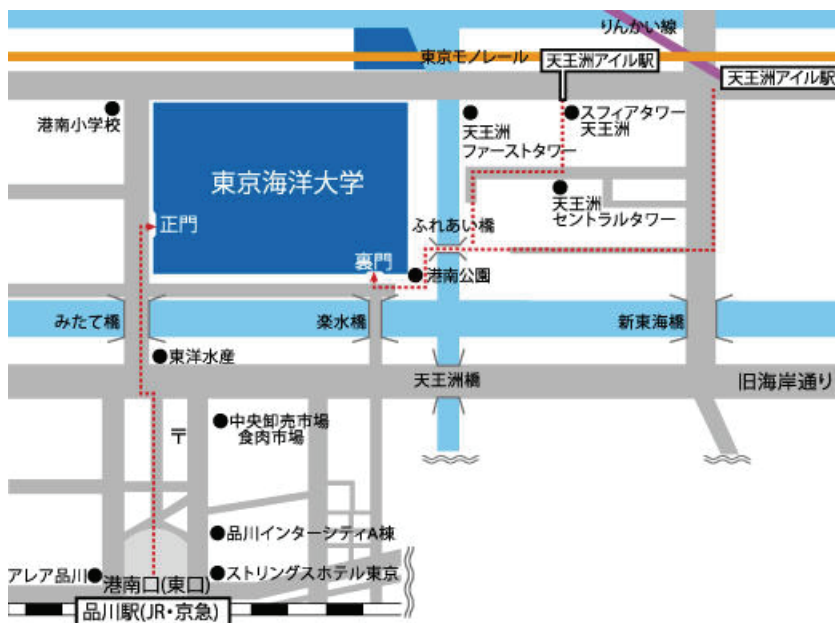 りんかい線
東京モノレール
天王洲アイル駅
天王洲アイル駅
港南小学校
スフィアタワー
天王洲
天王洲
ファーストタワー
東京海洋大学
天王洲
セントラルタワー
正門
ふれあい橋
裏門
港南公園
みたて橋
楽水橋
新東海橋
東洋水産
天王洲橋
旧海岸通り
〒
中央卸売市場
食肉市場
品川インターシティA棟
アレア品川
港南口(東口)
ストリングスホテル東京
品川駅(JR・京急)